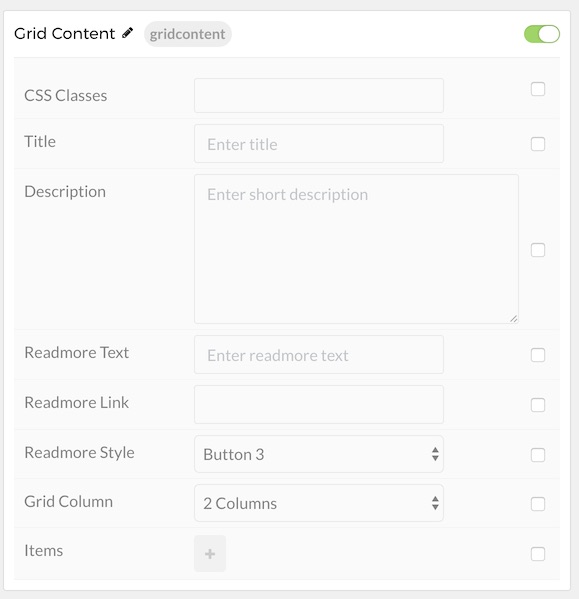 Grid Content gridcontent
CSS Classes
Title Enter title
Description Enter short description
Readmore Text Enter readmore text
Readmore Link
Readmore Style Button 3
Grid Column 2 Columns
Items +